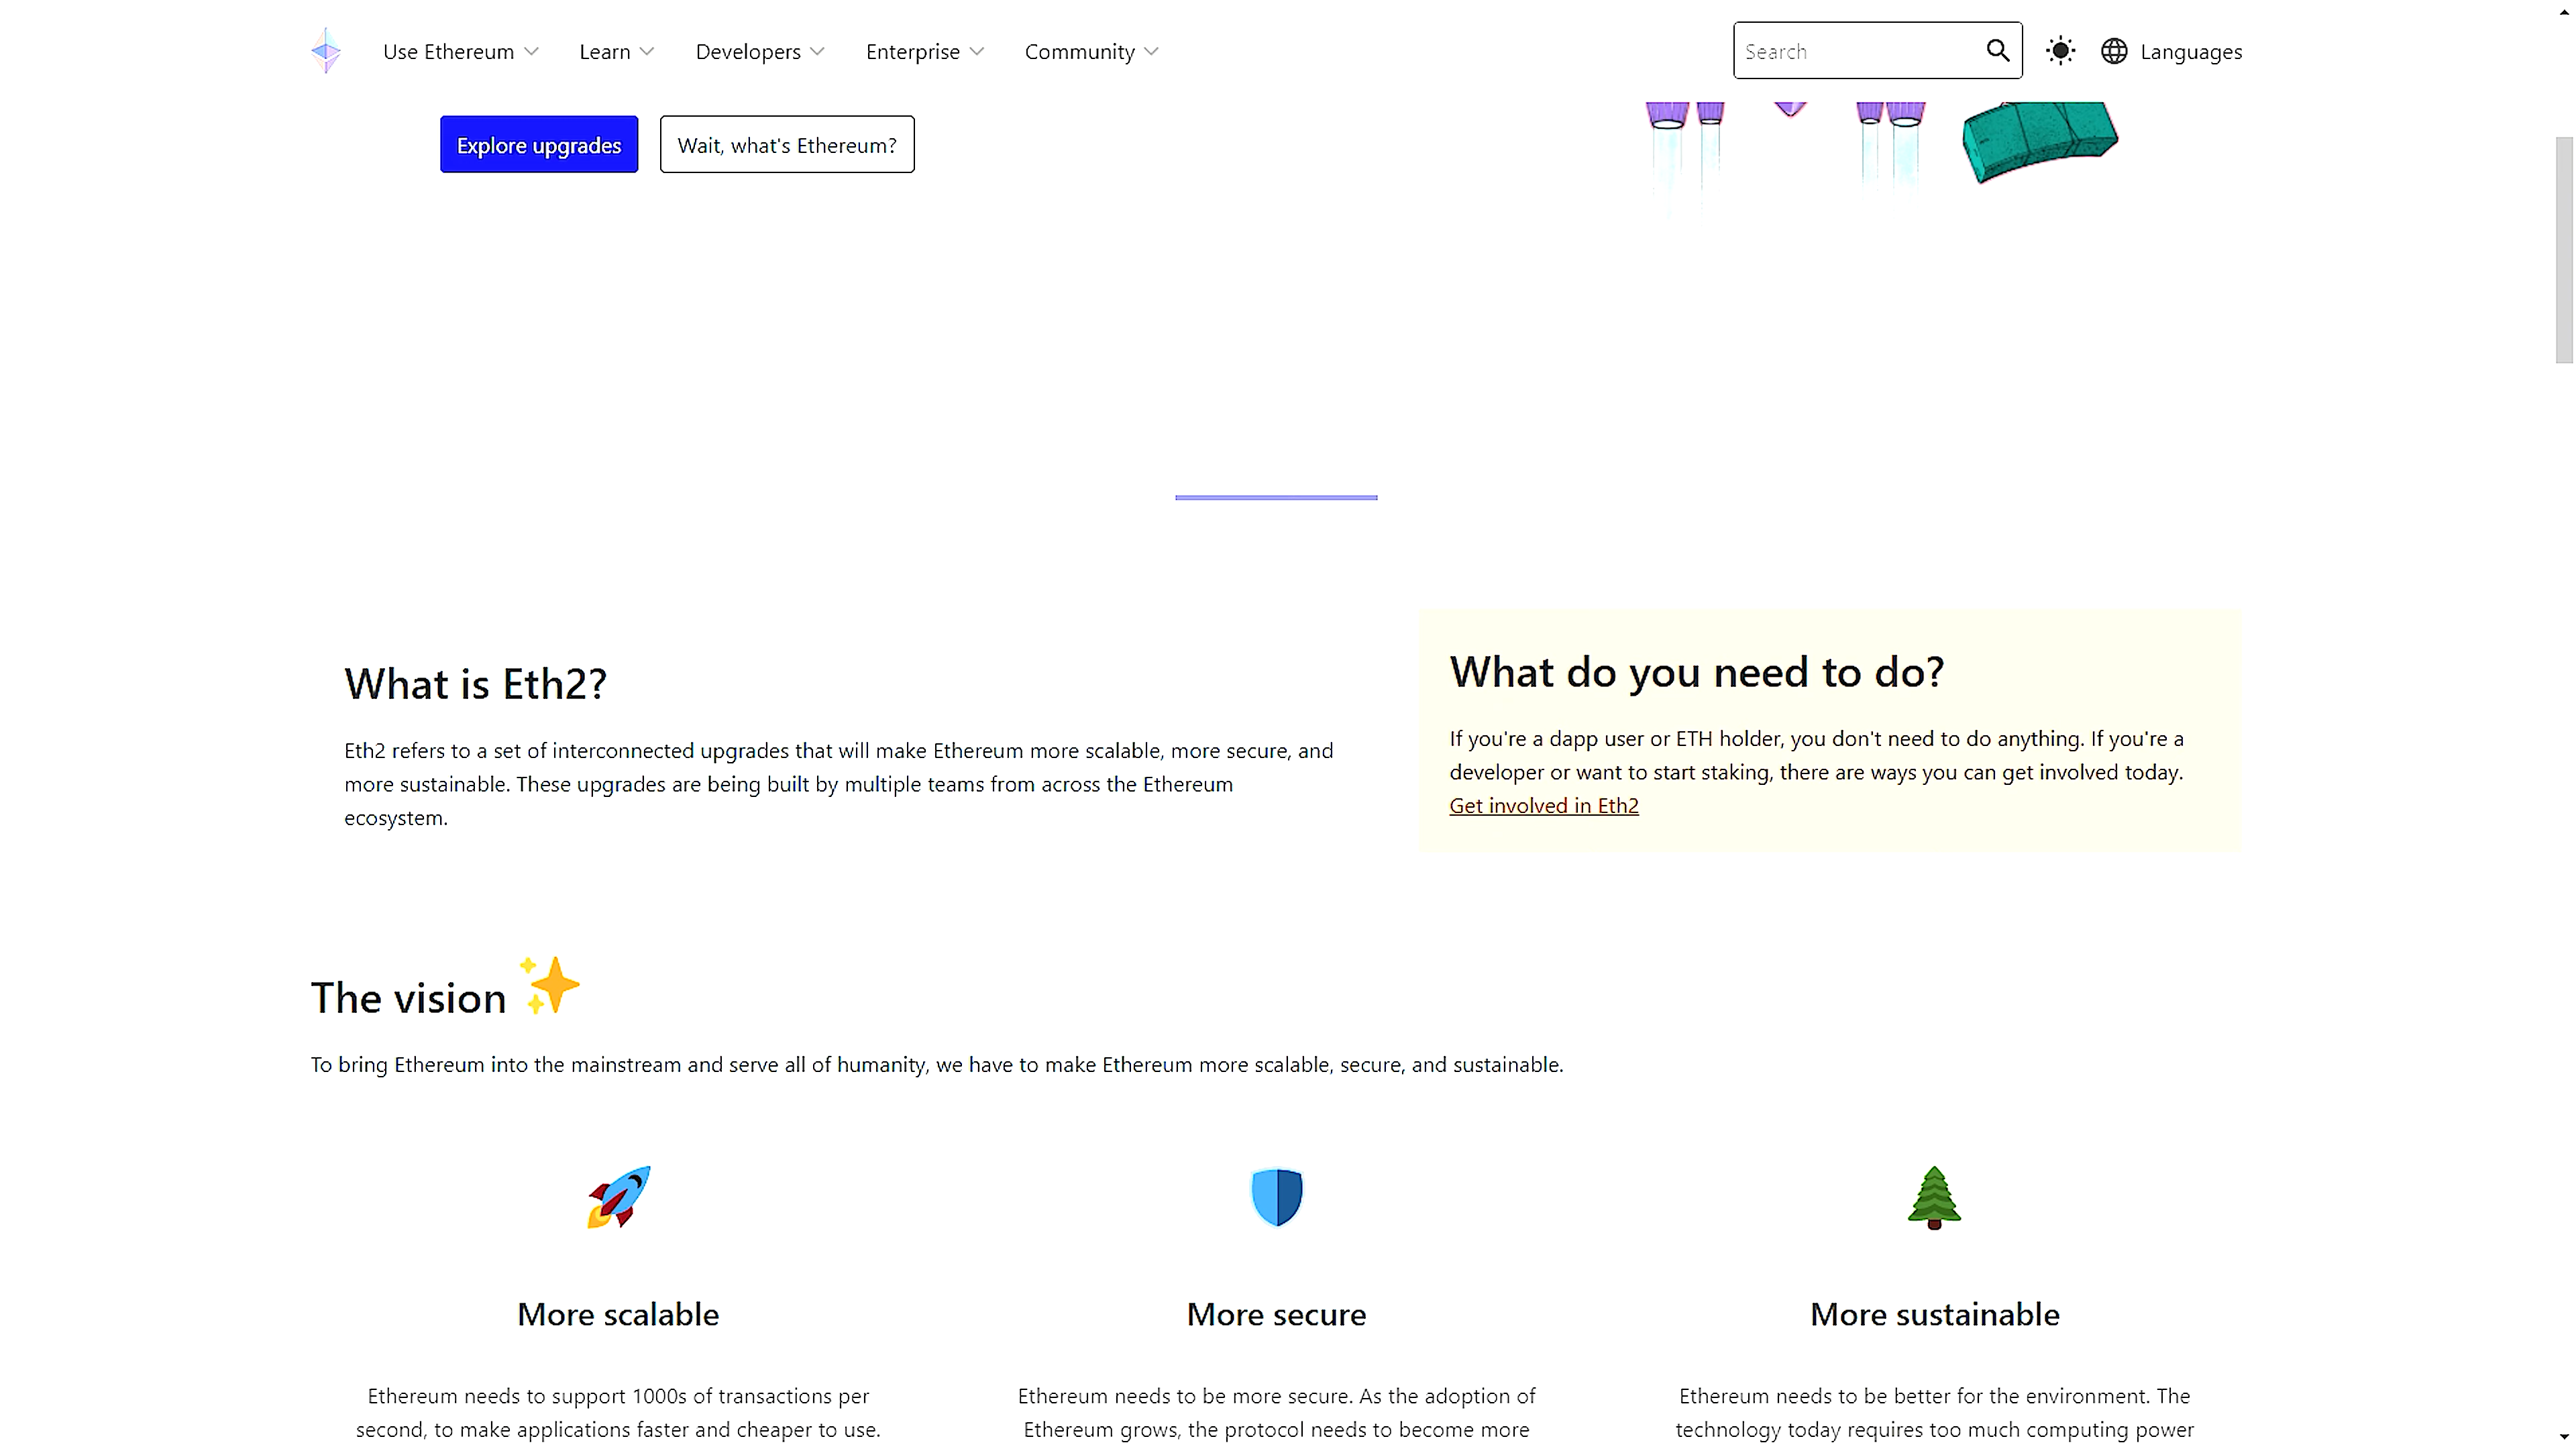 Use Ethereum
Learn
Developers
Enterprise
Community
Search
Languages
Explore upgrades
Wait, what's Ethereum?
What is Eth2?
Eth2 refers to a set of interconnected upgrades that will make Ethereum more scalable, more secure, and
more sustainable. These upgrades are being built by multiple teams from across the Ethereum
ecosystem.
What do you need to do?
If you're a dapp user or ETH holder, you don't need to do anything. If you're a
developer or want to start staking, there are ways you can get involved today.
Get involved in Eth2
The vision
To bring Ethereum into the mainstream and serve all of humanity, we have to make Ethereum more scalable, secure, and sustainable.
More scalable
Ethereum needs to support 1000s of transactions per
second, to make applications faster and cheaper to use.
More secure
Ethereum needs to be more secure. As the adoption of
Ethereum grows, the protocol needs to become more
More sustainable
Ethereum needs to be better for the environment. The
technology today requires too much computing power